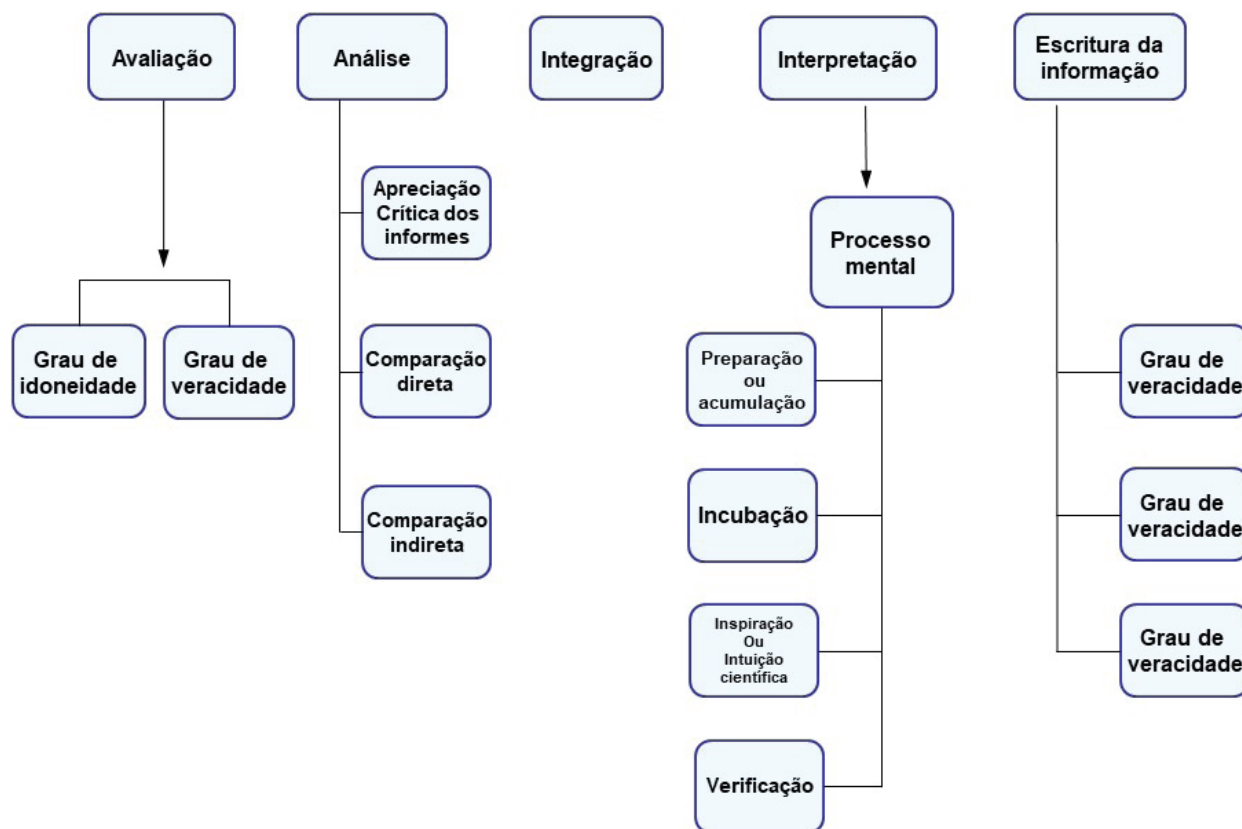 Avaliação
Análise
Integração
Interpretação
Escritura da
informação
Apreciação
Crítica dos
informes
Processo
mental
Grau de
idoneidade
Grau de
veracidade
Comparação
direta
Preparação
ou
acumulação
Grau de
veracidade
Comparação
indireta
Incubação
Grau de
veracidade
Inspiração
Ou
Intuição
científica
Grau de
veracidade
Verificação